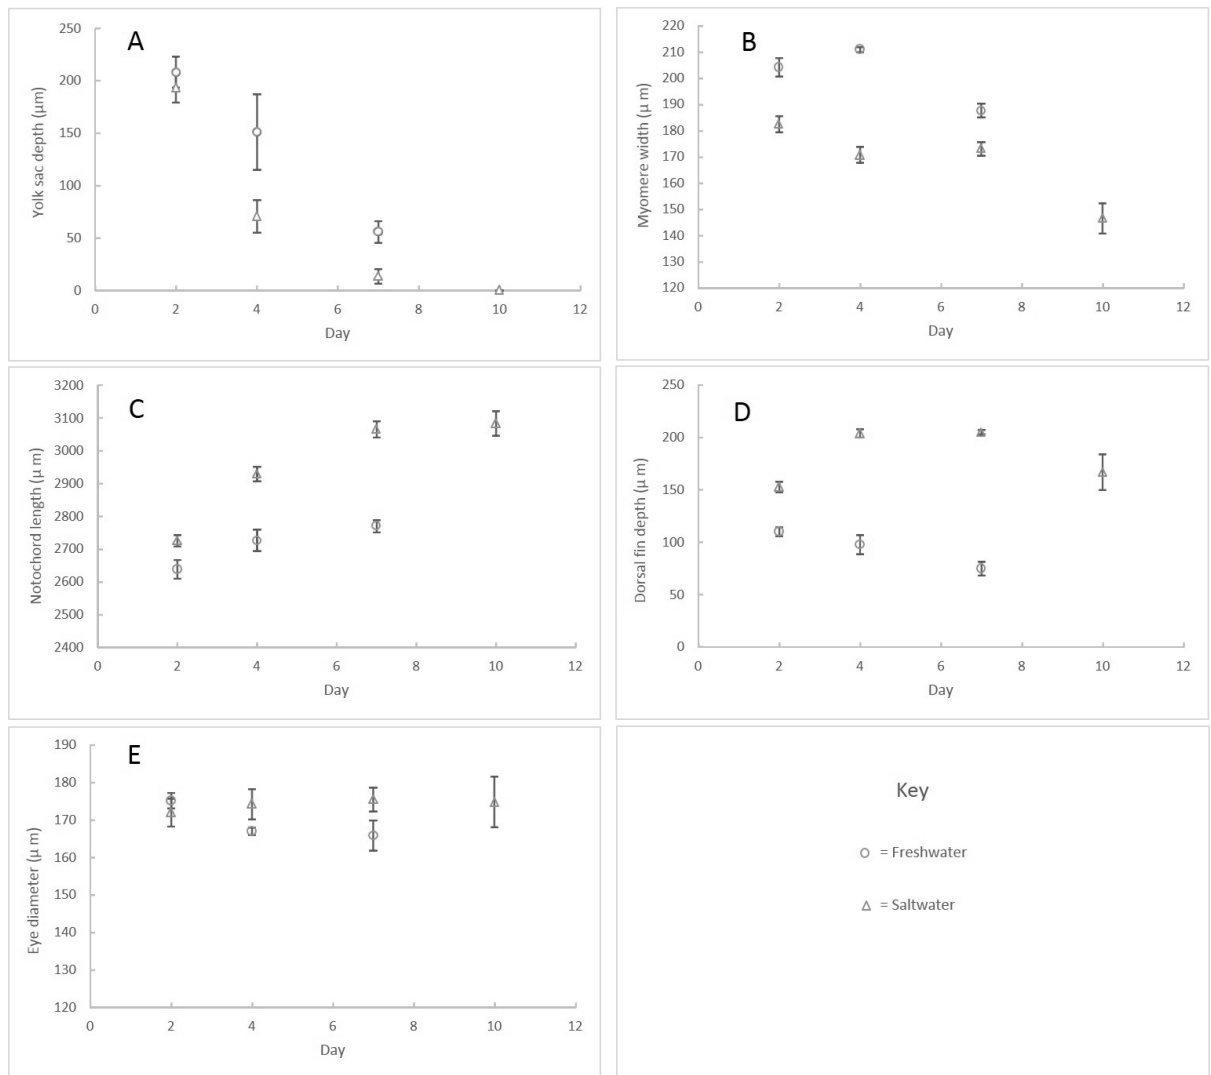 A
250
200
150
100
50
0
Yolk sac depth (µm)
0 2 4 6 8 10 12
Day
B
220
210
200
190
180
170
160
150
140
130
120
Myomere width (µ m)
0 2 4 6 8 10 12
Day
C
3200
3100
3000
2900
2800
2700
2600
2500
2400
Notochord length (µ m)
0 2 4 6 8 10 12
Day
D
250
200
150
100
50
0
Dorsal fin depth (µ m)
0 2 4 6 8 10 12
Day
E
190
180
170
160
150
140
130
120
Eye diameter (µ m)
0 2 4 6 8 10 12
Day
Key
= Freshwater
= Saltwater